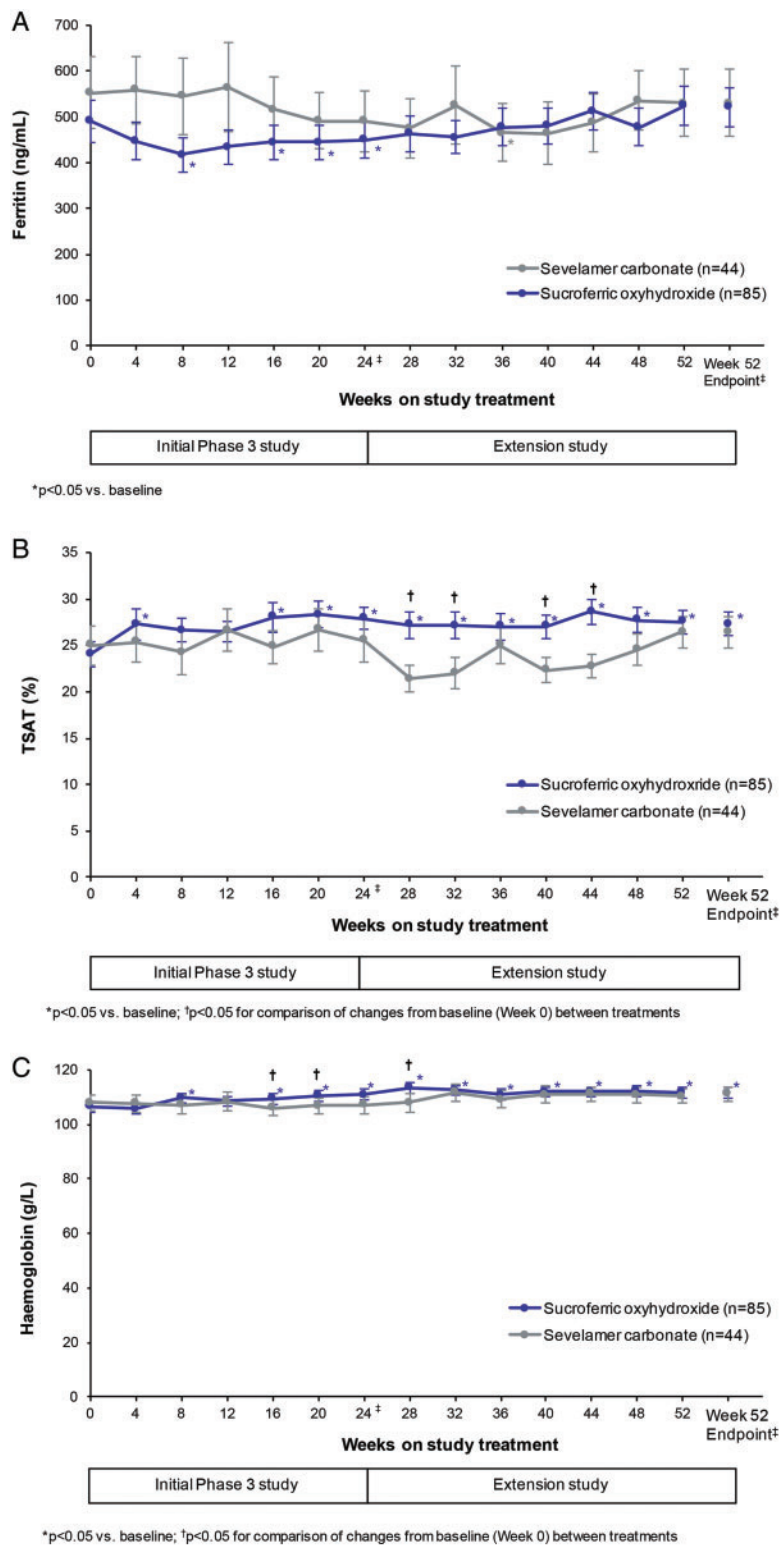 A
700
600
500
400
300
200
100
0
Ferritin (ng/mL)
* * * * *
Sevelamer carbonate (n=44)
Sucroferric oxyhydroxide (n=85)
0 4 8 12 16 20 24‡ 28 32 36 40 44 48 52 Week 52
Endpoint‡
Weeks on study treatment
Initial Phase 3 study Extension study
*p<0.05 vs. baseline
B
35
30
25
20
15
10
5
0
TSAT (%)
† † † †
* * * * * * * * * * * *
Sucroferric oxyhydroxride (n=85)
Sevelamer carbonate (n=44)
0 4 8 12 16 20 24‡ 28 32 36 40 44 48 52 Week 52
Endpoint‡
Weeks on study treatment
Initial Phase 3 study Extension study
*p<0.05 vs. baseline; †p<0.05 for comparison of changes from baseline (Week 0) between treatments
C
120
100
80
60
40
20
0
Haemoglobin (g/L)
† † †
* * * * * * * * * * * *
Sucroferric oxyhydroxide (n=85)
Sevelamer carbonate (n=44)
0 4 8 12 16 20 24‡ 28 32 36 40 44 48 52 Week 52
Endpoint‡
Weeks on study treatment
Initial Phase 3 study Extension study
*p<0.05 vs. baseline; †p<0.05 for comparison of changes from baseline (Week 0) between treatments